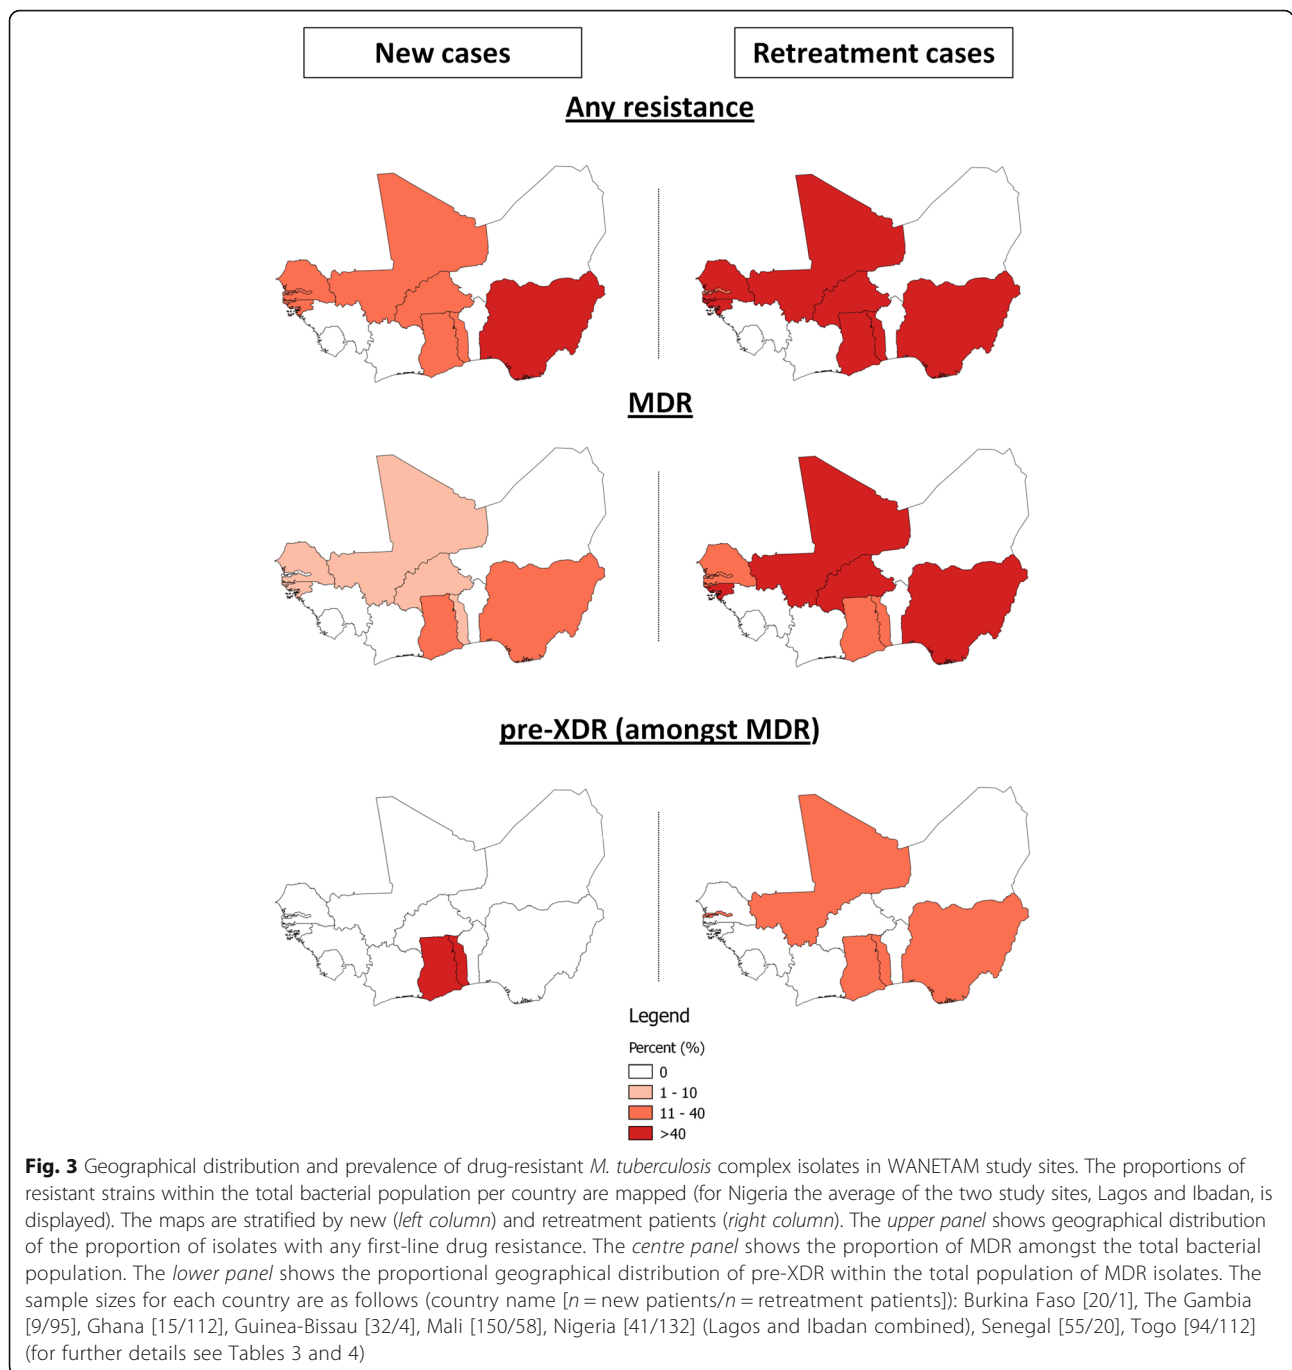 New cases
Retreatment cases
Any resistance
MDR
pre-XDR (amongst MDR)
Legend
Percent (%)
0
1 - 10
11 - 40
>40
Fig. 3 Geographical distribution and prevalence of drug-resistant M. tuberculosis complex isolates in WANETAM study sites. The proportions of
resistant strains within the total bacterial population per country are mapped (for Nigeria the average of the two study sites, Lagos and Ibadan, is
displayed). The maps are stratified by new (left column) and retreatment patients (right column). The upper panel shows geographical distribution
of the proportion of isolates with any first-line drug resistance. The centre panel shows the proportion of MDR amongst the total bacterial
population. The lower panel shows the proportional geographical distribution of pre-XDR within the total population of MDR isolates. The
sample sizes for each country are as follows (country name [n = new patients/n = retreatment patients]): Burkina Faso [20/1], The Gambia
[9/95], Ghana [15/112], Guinea-Bissau [32/4], Mali [150/58], Nigeria [41/132] (Lagos and Ibadan combined), Senegal [55/20], Togo [94/112]
(for further details see Tables 3 and 4)